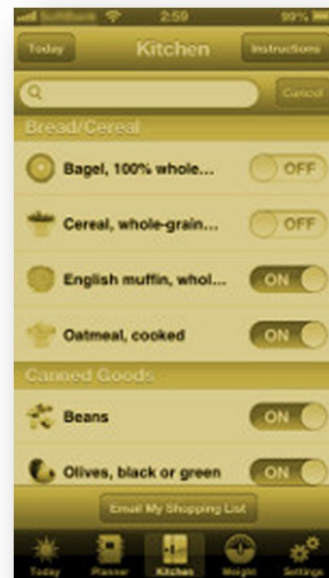 SoftBank 2:59 99%
Today Kitchen Instructions
Cancel
Bread/Cereal
Bagel, 100% whole... OFF
Cereal, whole-grain... OFF
English muffin, whol... ON
Oatmeal, cooked ON
Canned Goods
Beans ON
Olives, black or green ON
Email My Shopping List
Today Planner Kitchen Weight Settings